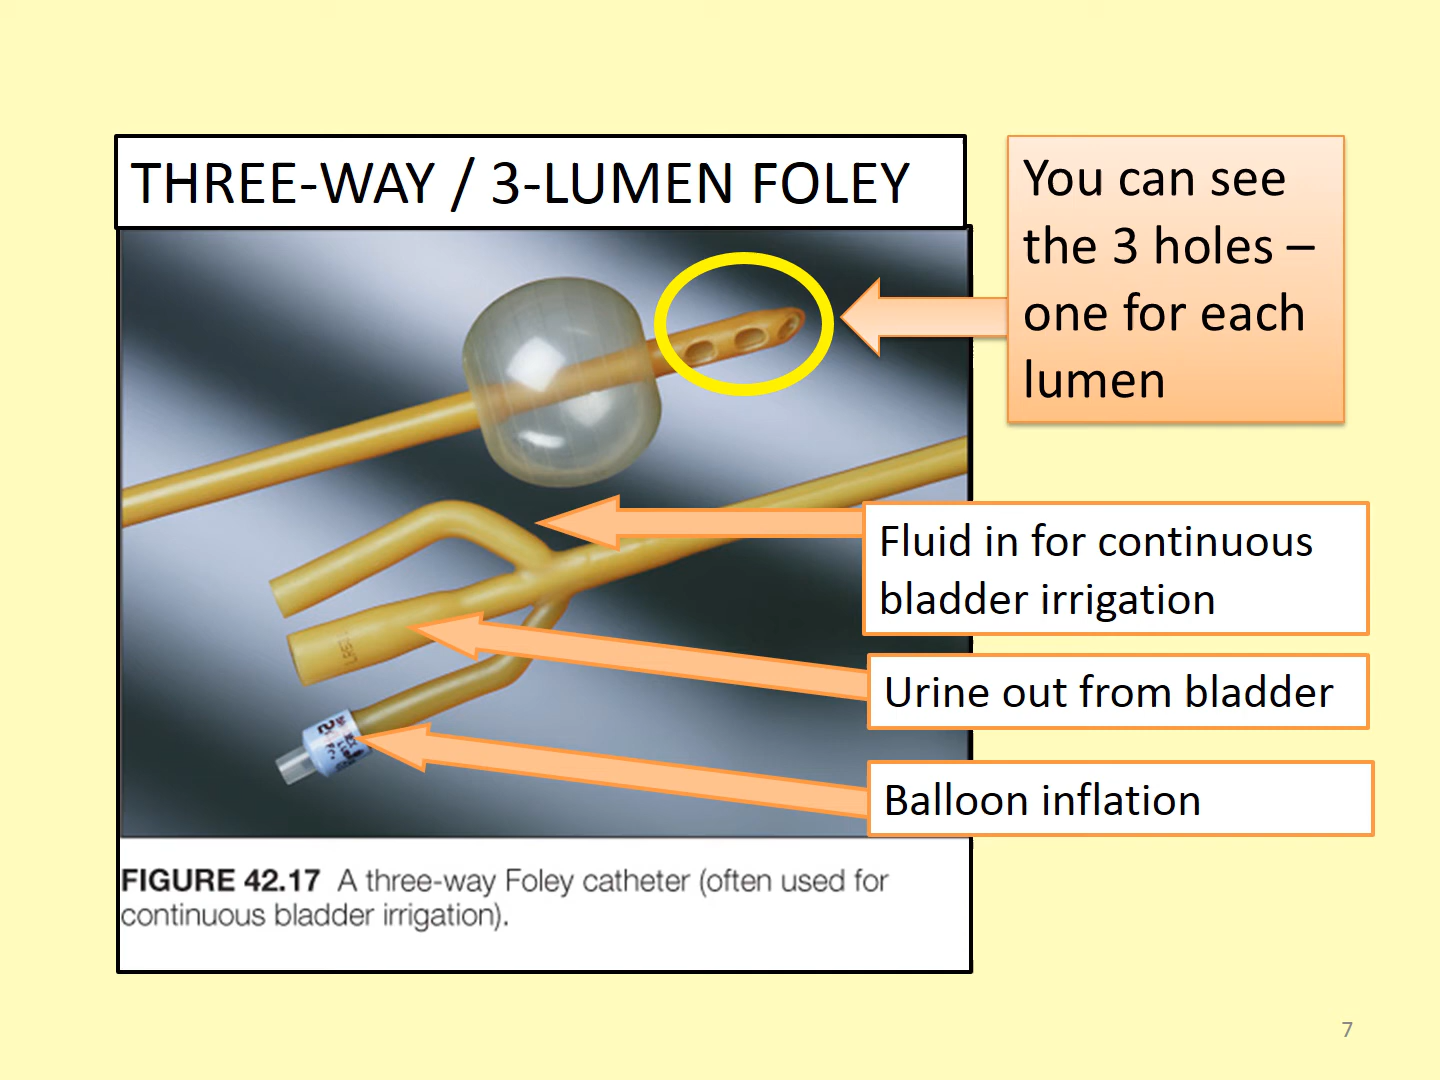 THREE-WAY / 3-LUMEN FOLEY
You can see
the 3 holes –
one for each
lumen
Fluid in for continuous
bladder irrigation
Urine out from bladder
Balloon inflation
FIGURE 42.17 A three-way Foley catheter (often used for
continuous bladder irrigation).
7